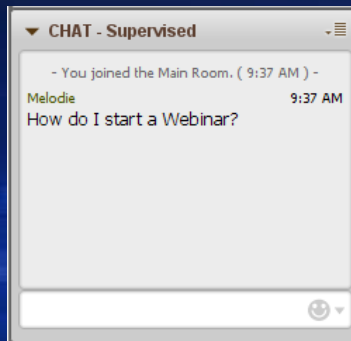 CHAT - Supervised
- You joined the Main Room. ( 9:37 AM ) -
Melodie 9:37 AM
How do I start a Webinar?